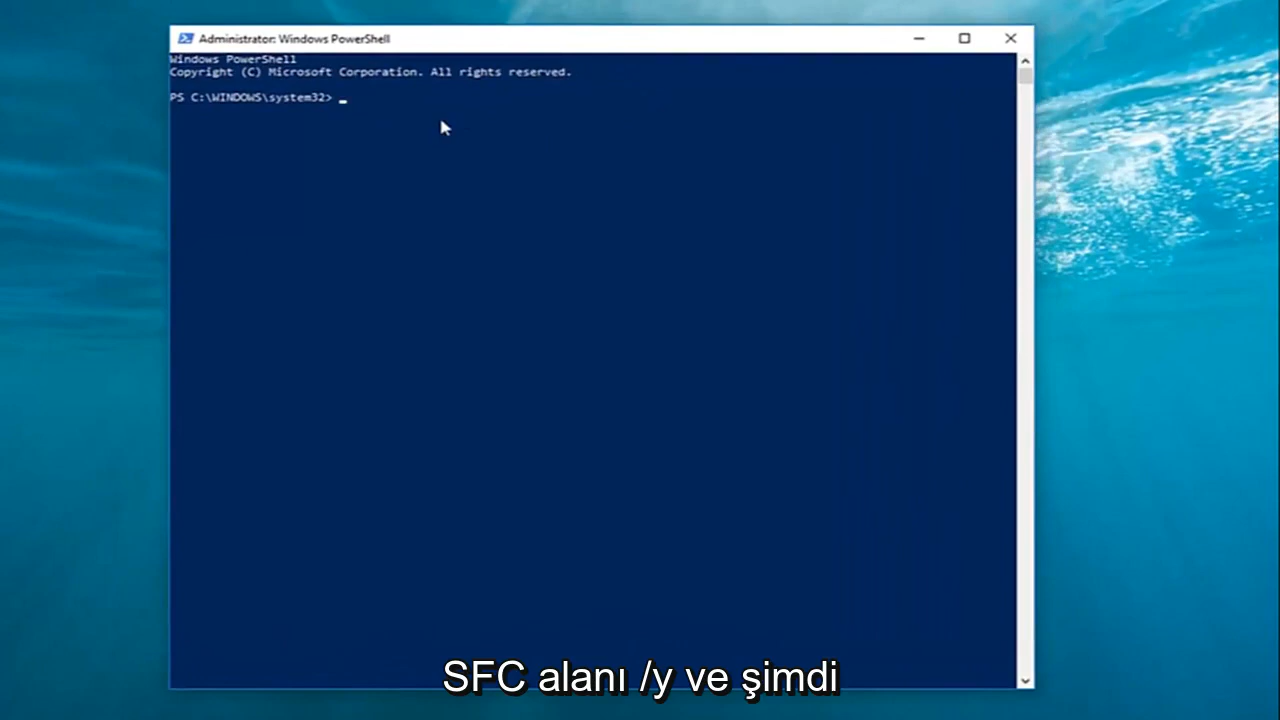 Administrator: Windows PowerShell
Windows PowerShell
Copyright (C) Microsoft Corporation. All rights reserved.
PS C:\WINDOWS\system32>
SFC alanı /y ve şimdi